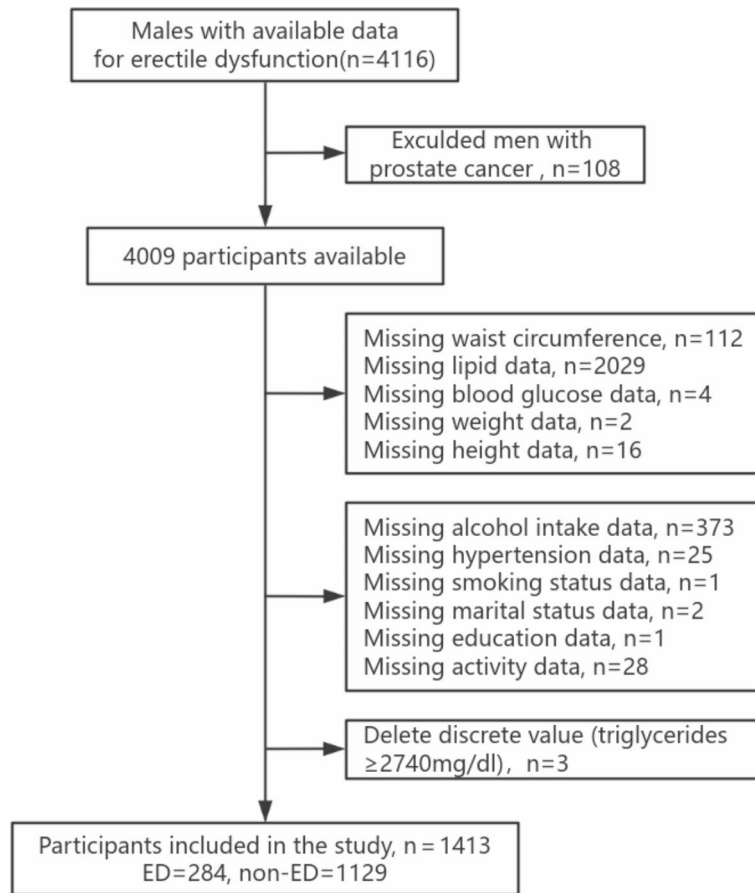 Males with available data
for erectile dysfunction(n=4116)
Exculded men with
prostate cancer , n=108
4009 participants available
Missing waist circumference, n=112
Missing lipid data, n=2029
Missing blood glucose data, n=4
Missing weight data, n=2
Missing height data, n=16
Missing alcohol intake data, n=373
Missing hypertension data, n=25
Missing smoking status data, n=1
Missing marital status data, n=2
Missing education data, n=1
Missing activity data, n=28
Delete discrete value (triglycerides
≥2740mg/dl),  n=3
Participants included in the study, n = 1413
ED=284, non-ED=1129